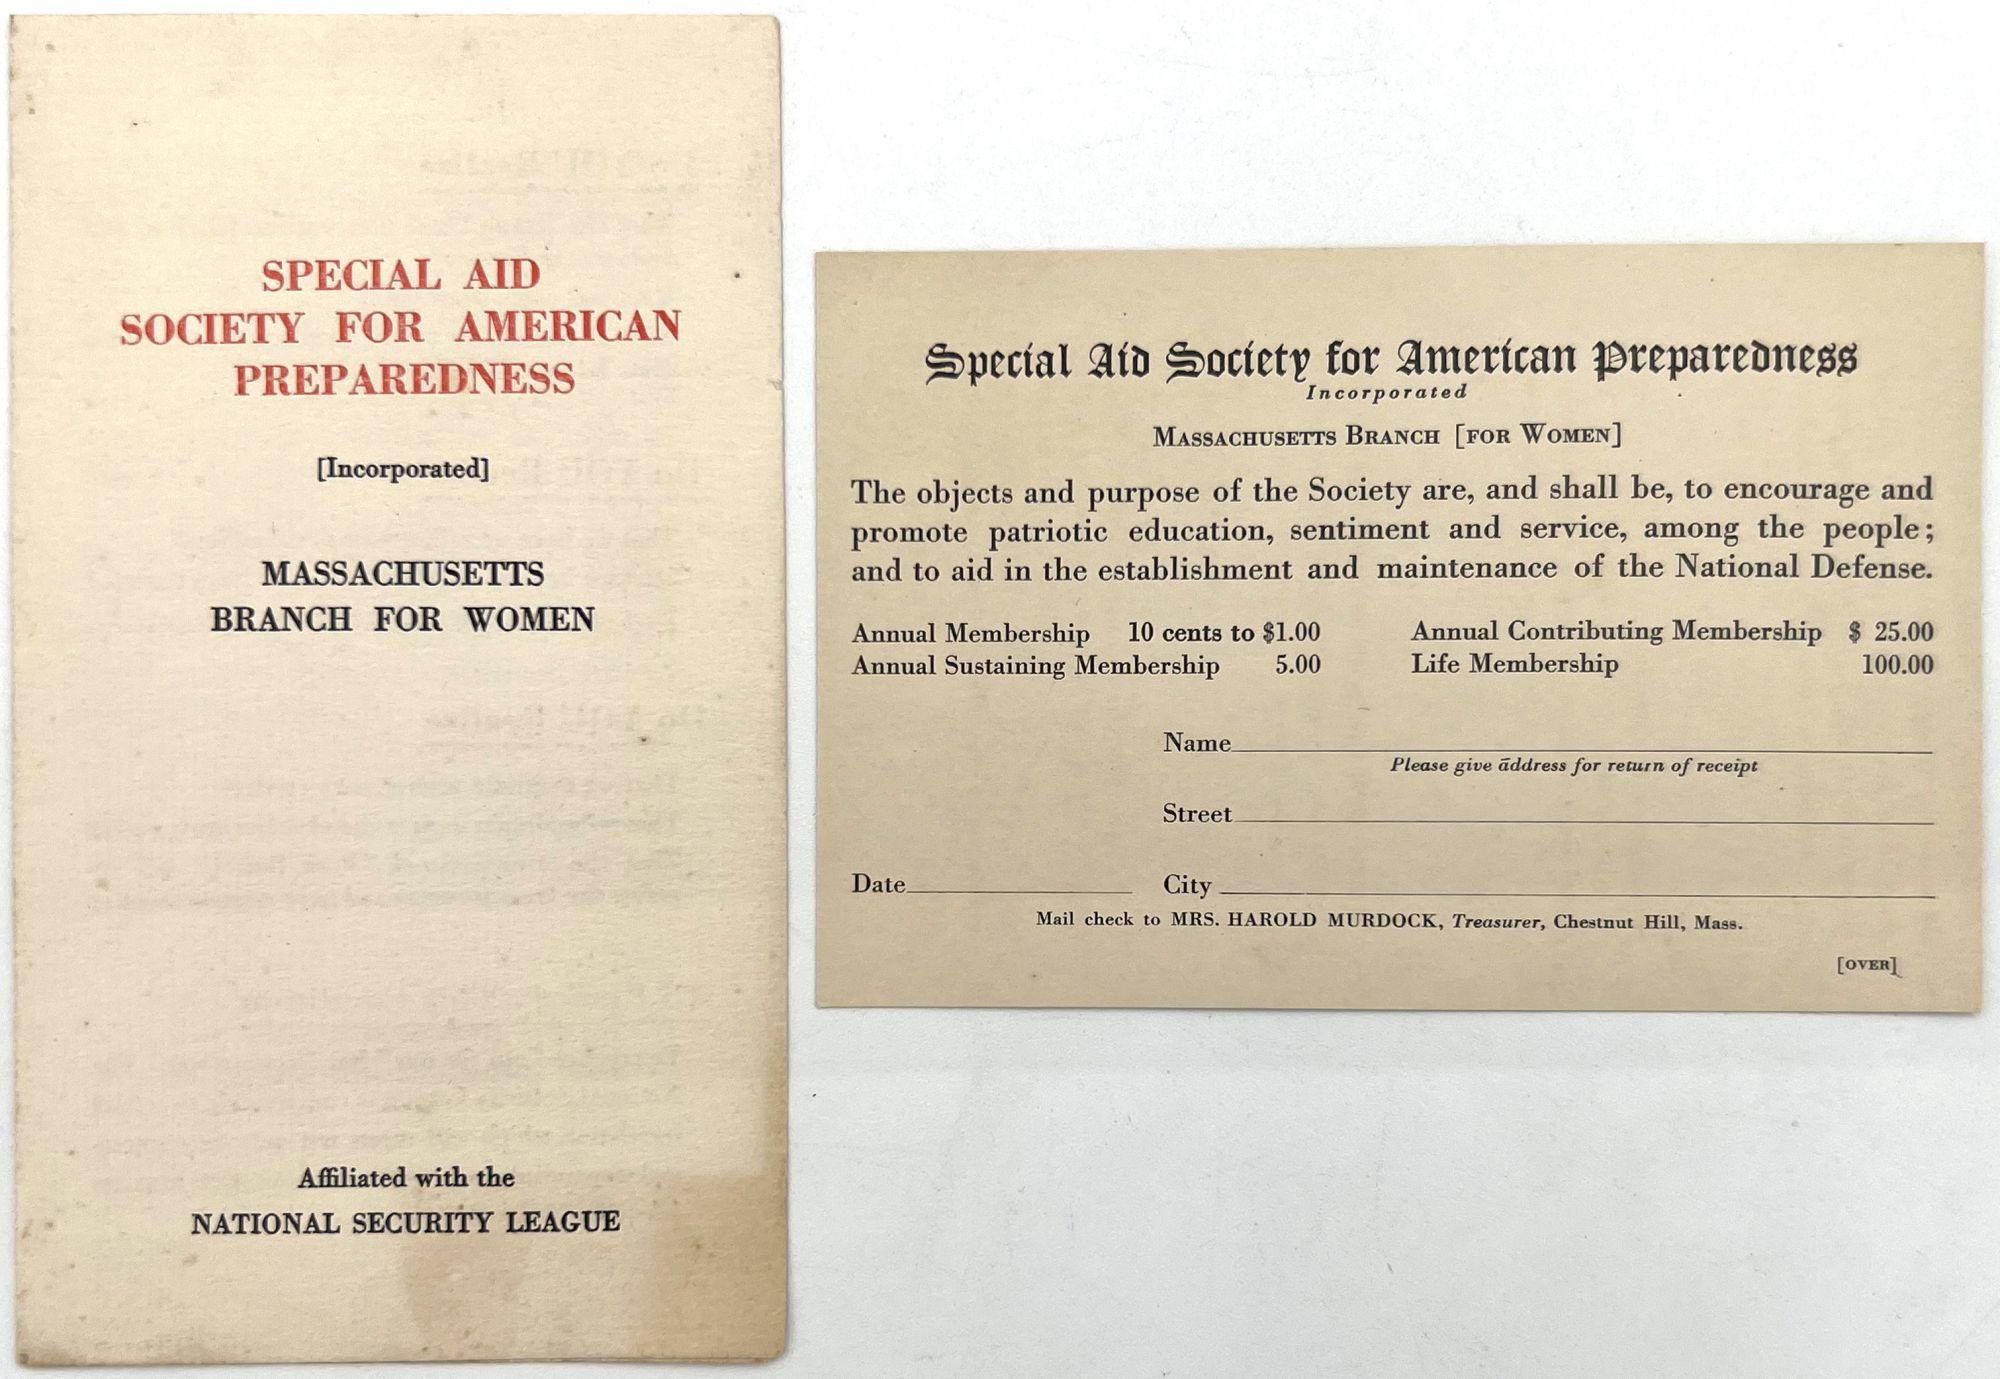 SPECIAL AID
SOCIETY FOR AMERICAN
PREPAREDNESS
[Incorporated]
MASSACHUSETTS
BRANCH FOR WOMEN
Affiliated with the
NATIONAL SECURITY LEAGUE
Special Aid Society for American Preparedness
Incorporated
MASSACHUSETTS BRANCH [FOR WOMEN]
The objects and purpose of the Society are, and shall be, to encourage and
promote patriotic education, sentiment and service, among the people;
and to aid in the establishment and maintenance of the National Defense.
Annual Membership 10 cents to $1.00 Annual Contributing Membership $ 25.00
Annual Sustaining Membership 5.00 Life Membership 100.00
Name
Please give address for return of receipt
Street
Date City
Mail check to MRS. HAROLD MURDOCK, Treasurer, Chestnut Hill, Mass.
[OVER]